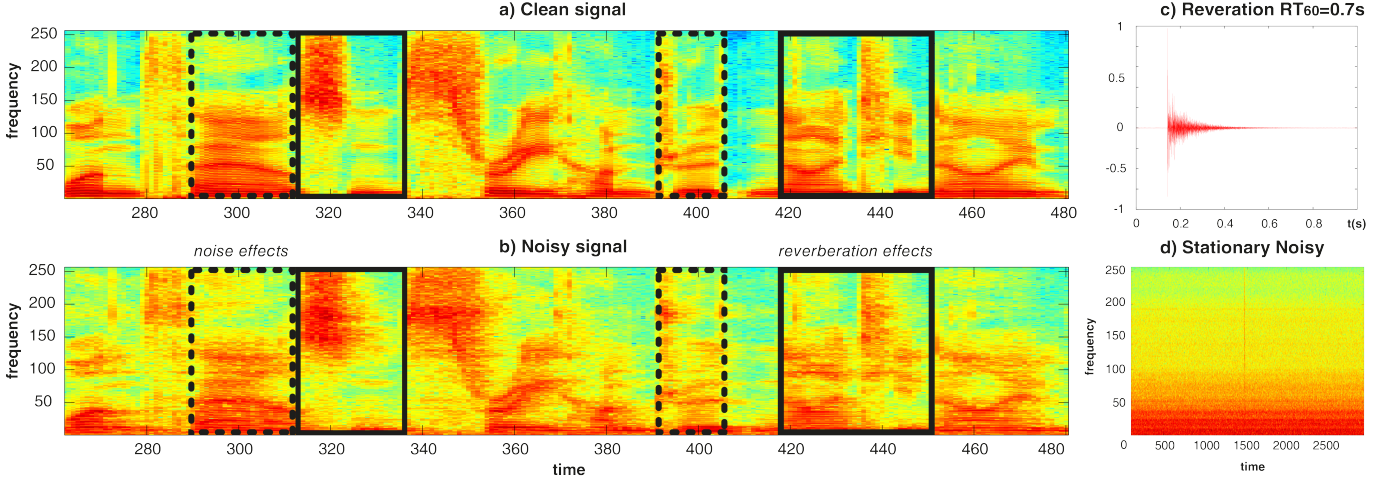 a) Clean signal
250
200
150
100
50
frequency
280 300 320 340 360 380 400 420 440 460 480
noise effects b) Noisy signal reverberation effects
250
200
150
100
50
frequency
280 300 320 340 360 380 400 420 440 460 480
time
c) Reveration RT60=0.7s
1
0.5
0
-0.5
-1
0 0.2 0.4 0.6 0.8 t(s)
d) Stationary Noisy
250
200
150
100
50
frequency
0 500 1000 1500 2000 2500
time